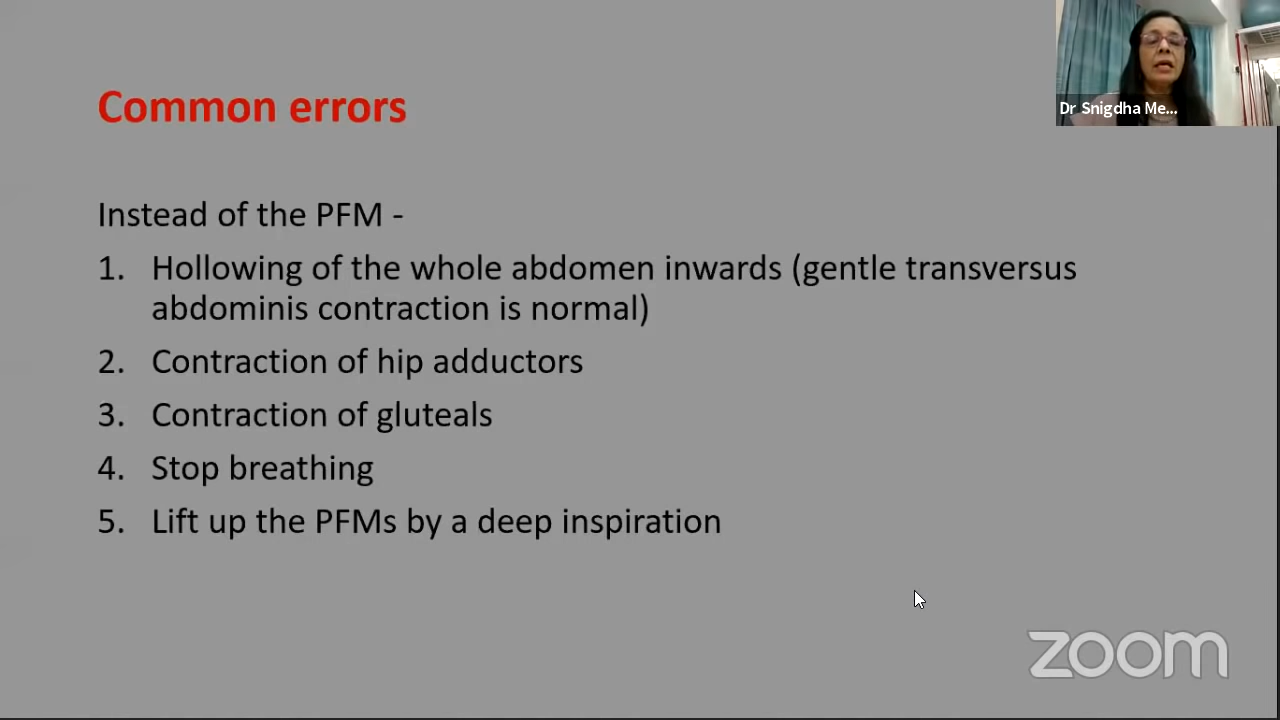 Common errors
Dr Snigdha Me...
Instead of the PFM -
1. Hollowing of the whole abdomen inwards (gentle transversus
abdominis contraction is normal)
2. Contraction of hip adductors
3. Contraction of gluteals
4. Stop breathing
5. Lift up the PFMs by a deep inspiration
zoom